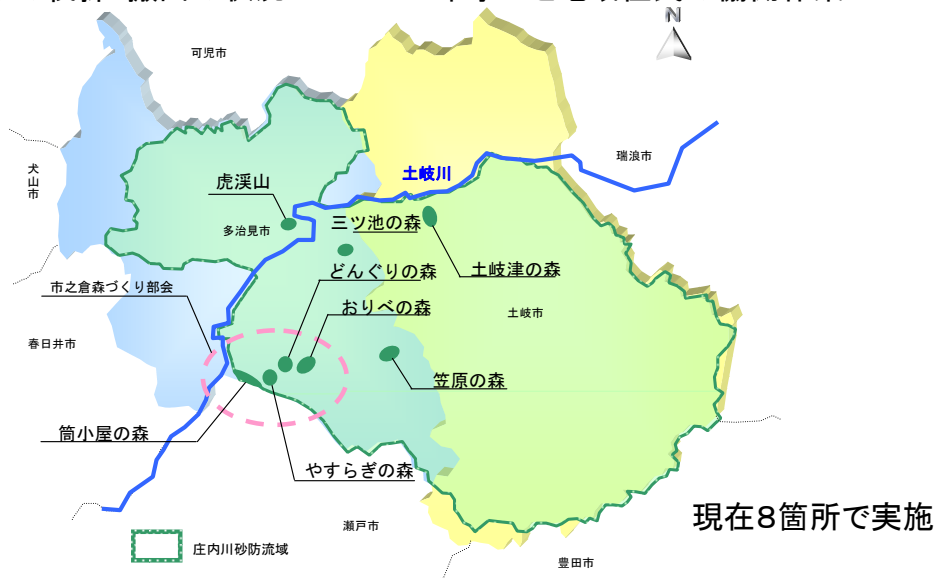 N
可児市
瑞浪市
土岐川
犬山市
虎渓山
三ツ池の森
多治見市
どんぐりの森
土岐津の森
市之倉森づくり部会
おりべの森
土岐市
春日井市
笠原の森
筒小屋の森
やすらぎの森
現在8箇所で実施
瀬戸市
庄内川砂防流域
豊田市